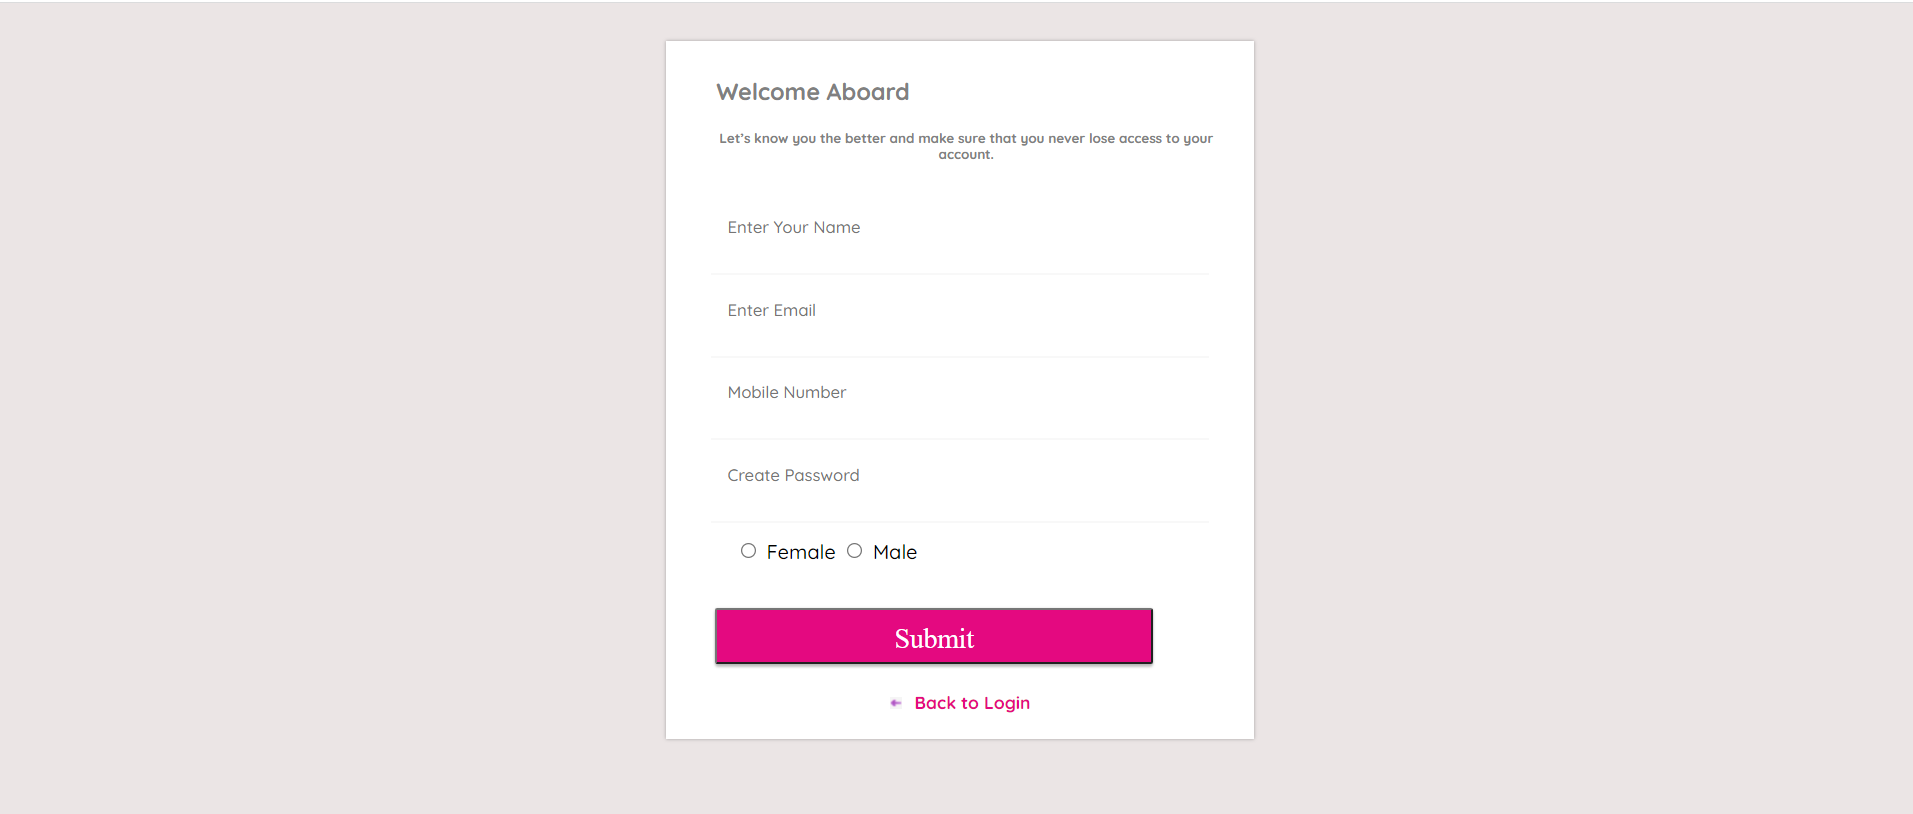 Welcome Aboard
Let’s know you the better and make sure that you never lose access to your
account.
Enter Your Name
Enter Email
Mobile Number
Create Password
Female Male
Submit
Back to Login